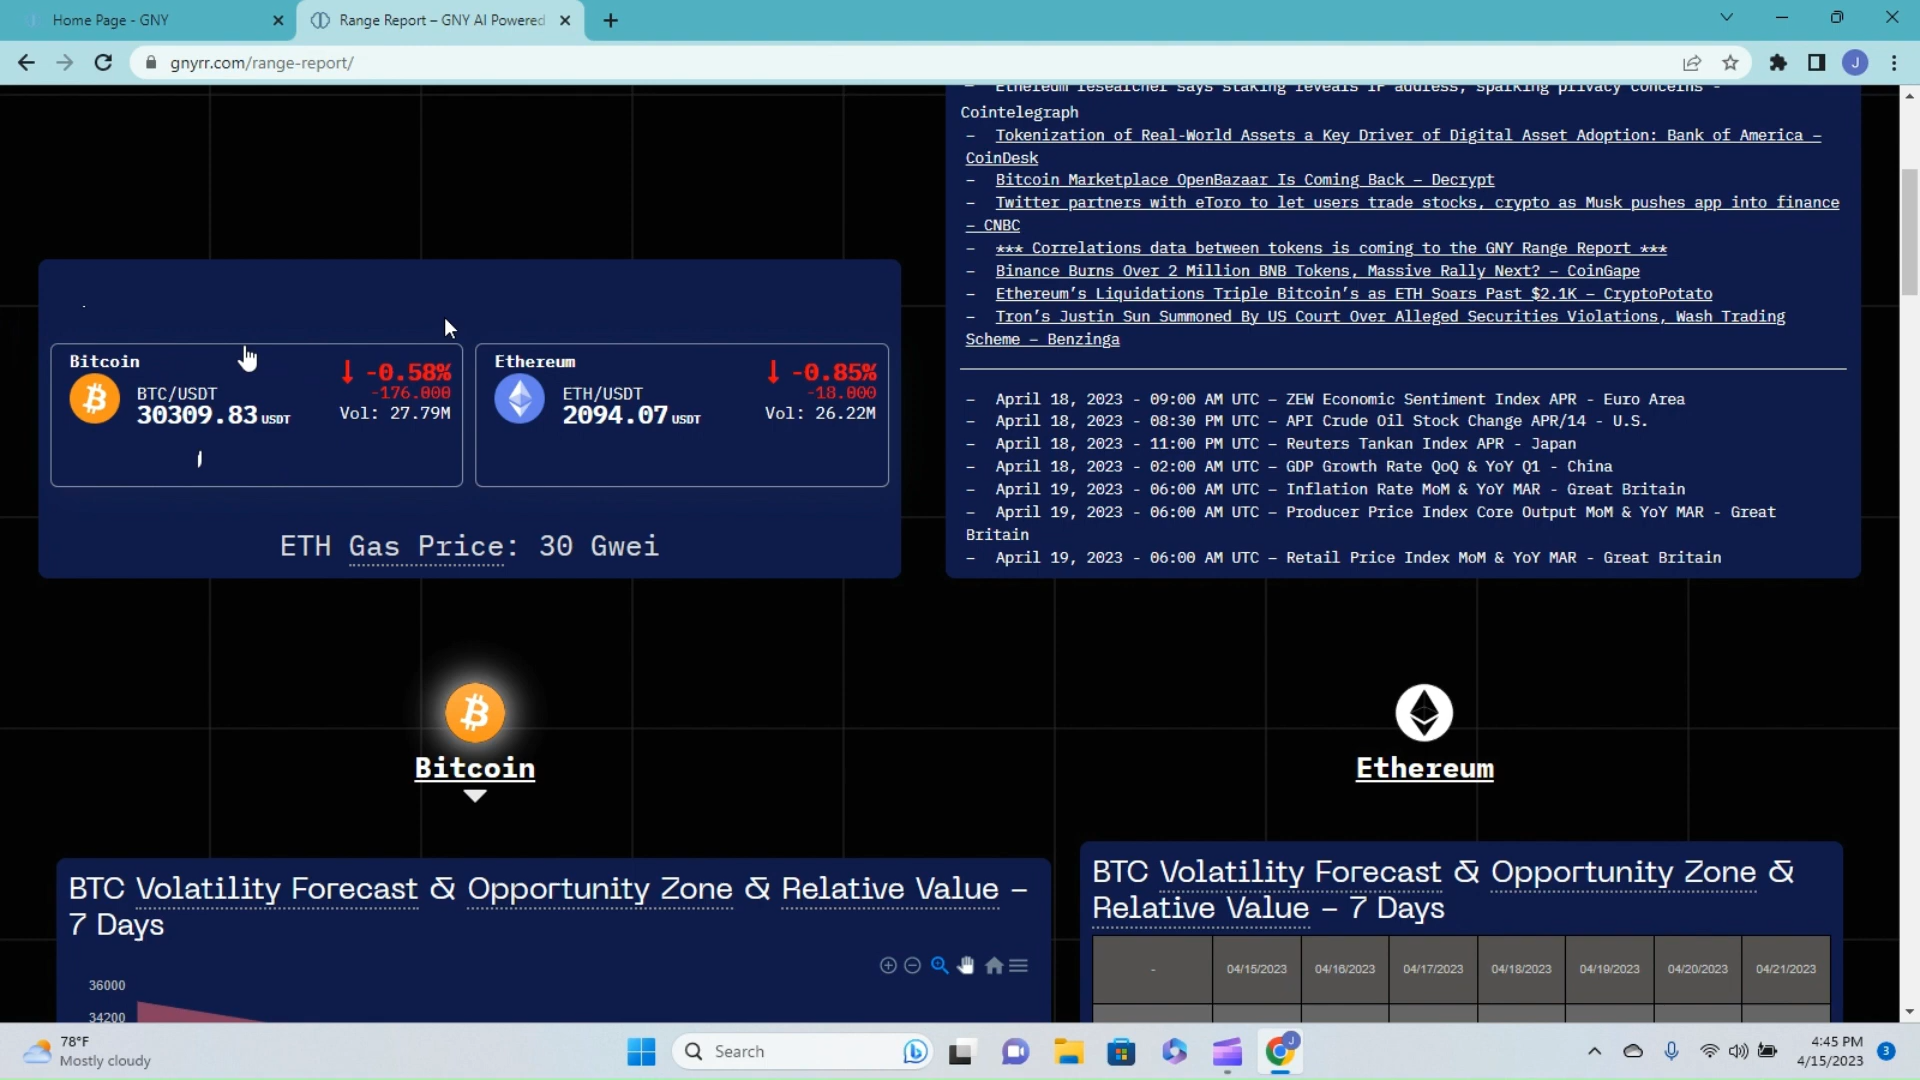 Home Page - GNY
Range Report – GNY AI Powered
gnyrr.com/range-report/
J
Ethereum researcher says staking reveals IP address, sparking privacy concerns -
Cointelegraph
– Tokenization of Real-World Assets a Key Driver of Digital Asset Adoption: Bank of America –
CoinDesk
– Bitcoin Marketplace OpenBazaar Is Coming Back – Decrypt
– Twitter partners with eToro to let users trade stocks, crypto as Musk pushes app into finance
– CNBC
– *** Correlations data between tokens is coming to the GNY Range Report ***
– Binance Burns Over 2 Million BNB Tokens, Massive Rally Next? – CoinGape
– Ethereum’s Liquidations Triple Bitcoin’s as ETH Soars Past $2.1K – CryptoPotato
– Tron’s Justin Sun Summoned By US Court Over Alleged Securities Violations, Wash Trading
Scheme – Benzinga
– April 18, 2023 - 09:00 AM UTC – ZEW Economic Sentiment Index APR - Euro Area
– April 18, 2023 - 08:30 PM UTC – API Crude Oil Stock Change APR/14 - U.S.
– April 18, 2023 - 11:00 PM UTC – Reuters Tankan Index APR - Japan
– April 18, 2023 - 02:00 AM UTC – GDP Growth Rate QoQ & YoY Q1 - China
– April 19, 2023 - 06:00 AM UTC – Inflation Rate MoM & YoY MAR - Great Britain
– April 19, 2023 - 06:00 AM UTC – Producer Price Index Core Output MoM & YoY MAR - Great
Britain
– April 19, 2023 - 06:00 AM UTC – Retail Price Index MoM & YoY MAR - Great Britain
Bitcoin
BTC/USDT
30309.83 USDT
-0.58%
-176.000
Vol: 27.79M
Ethereum
ETH/USDT
2094.07 USDT
-0.85%
-18.000
Vol: 26.22M
ETH Gas Price: 30 Gwei
Bitcoin
Ethereum
BTC Volatility Forecast & Opportunity Zone & Relative Value –
7 Days
36000
34200
BTC Volatility Forecast & Opportunity Zone &
Relative Value – 7 Days
- 04/15/2023 04/16/2023 04/17/2023 04/18/2023 04/19/2023 04/20/2023 04/21/2023
78°F
Mostly cloudy
Search
J
4:45 PM
4/15/2023
3